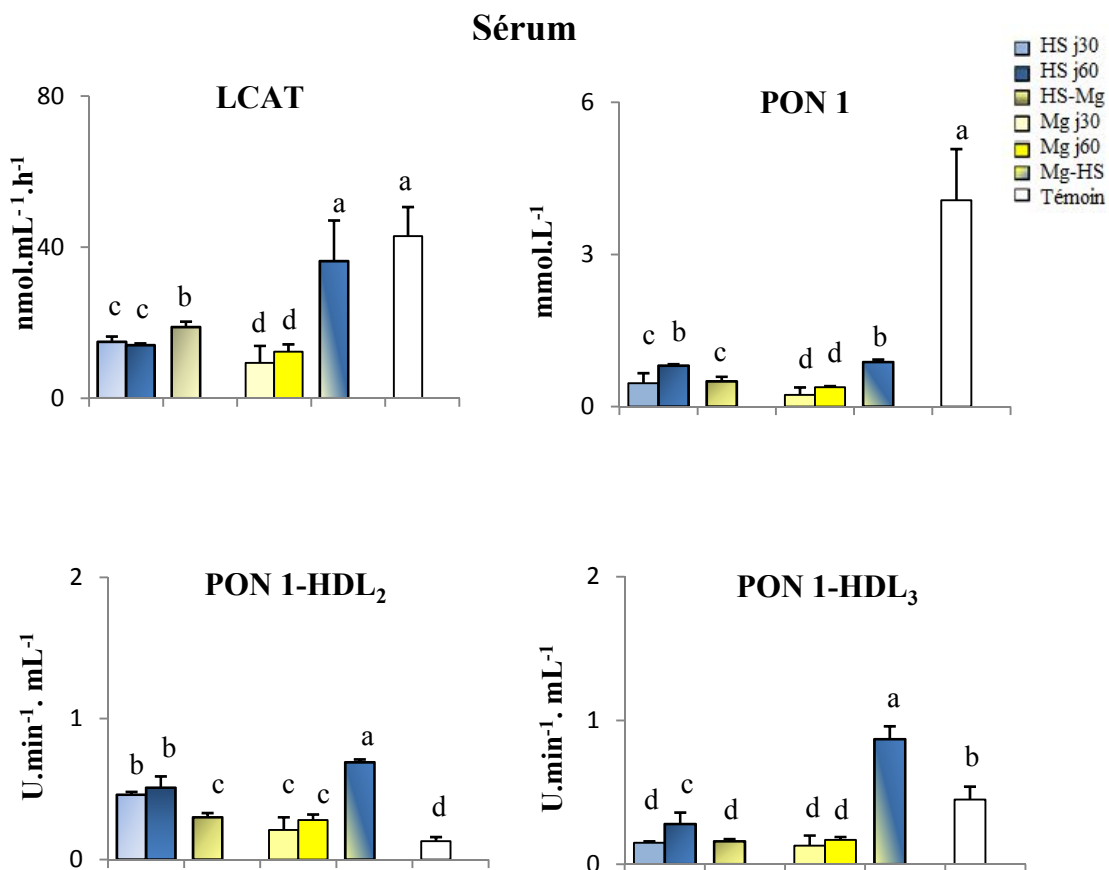 Sérum
HS j30
HS j60
HS-Mg
Mg j30
Mg j60
Mg-HS
Témoin
LCAT
nmol.mL⁻¹.h⁻¹
80
40
0
c c b d d a a
PON 1
mmol.L⁻¹
6
3
0
c b c d d b a
PON 1-HDL₂
U.min⁻¹. mL⁻¹
2
1
0
b b c c c a d
PON 1-HDL₃
U.min⁻¹. mL⁻¹
2
1
0
d c d d d a b